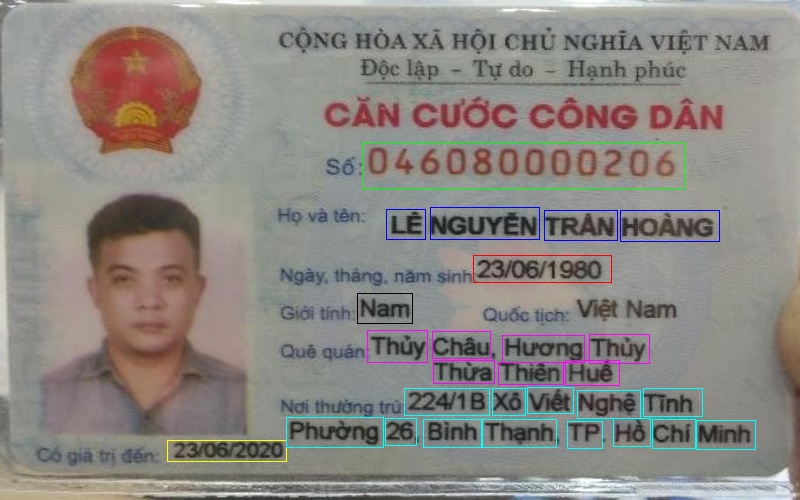 CỘNG HÒA XÃ HỘI CHỦ NGHĨA VIỆT NAM
Độc lập – Tự do – Hạnh phúc
CĂN CƯỚC CÔNG DÂN
Số: 046080000206
Họ và tên: LÊ NGUYỄN TRÂN HOÀNG
Ngày, tháng, năm sinh: 23/06/1980
Giới tính: Nam Quốc tịch: Việt Nam
Quê quán: Thủy Châu, Hương Thủy
Thừa Thiên Huế
Nơi thường trú: 224/1B Xô Viết Nghệ Tĩnh
Phường 26, Bình Thạnh, TP. Hồ Chí Minh
Có giá trị đến: 23/06/2020